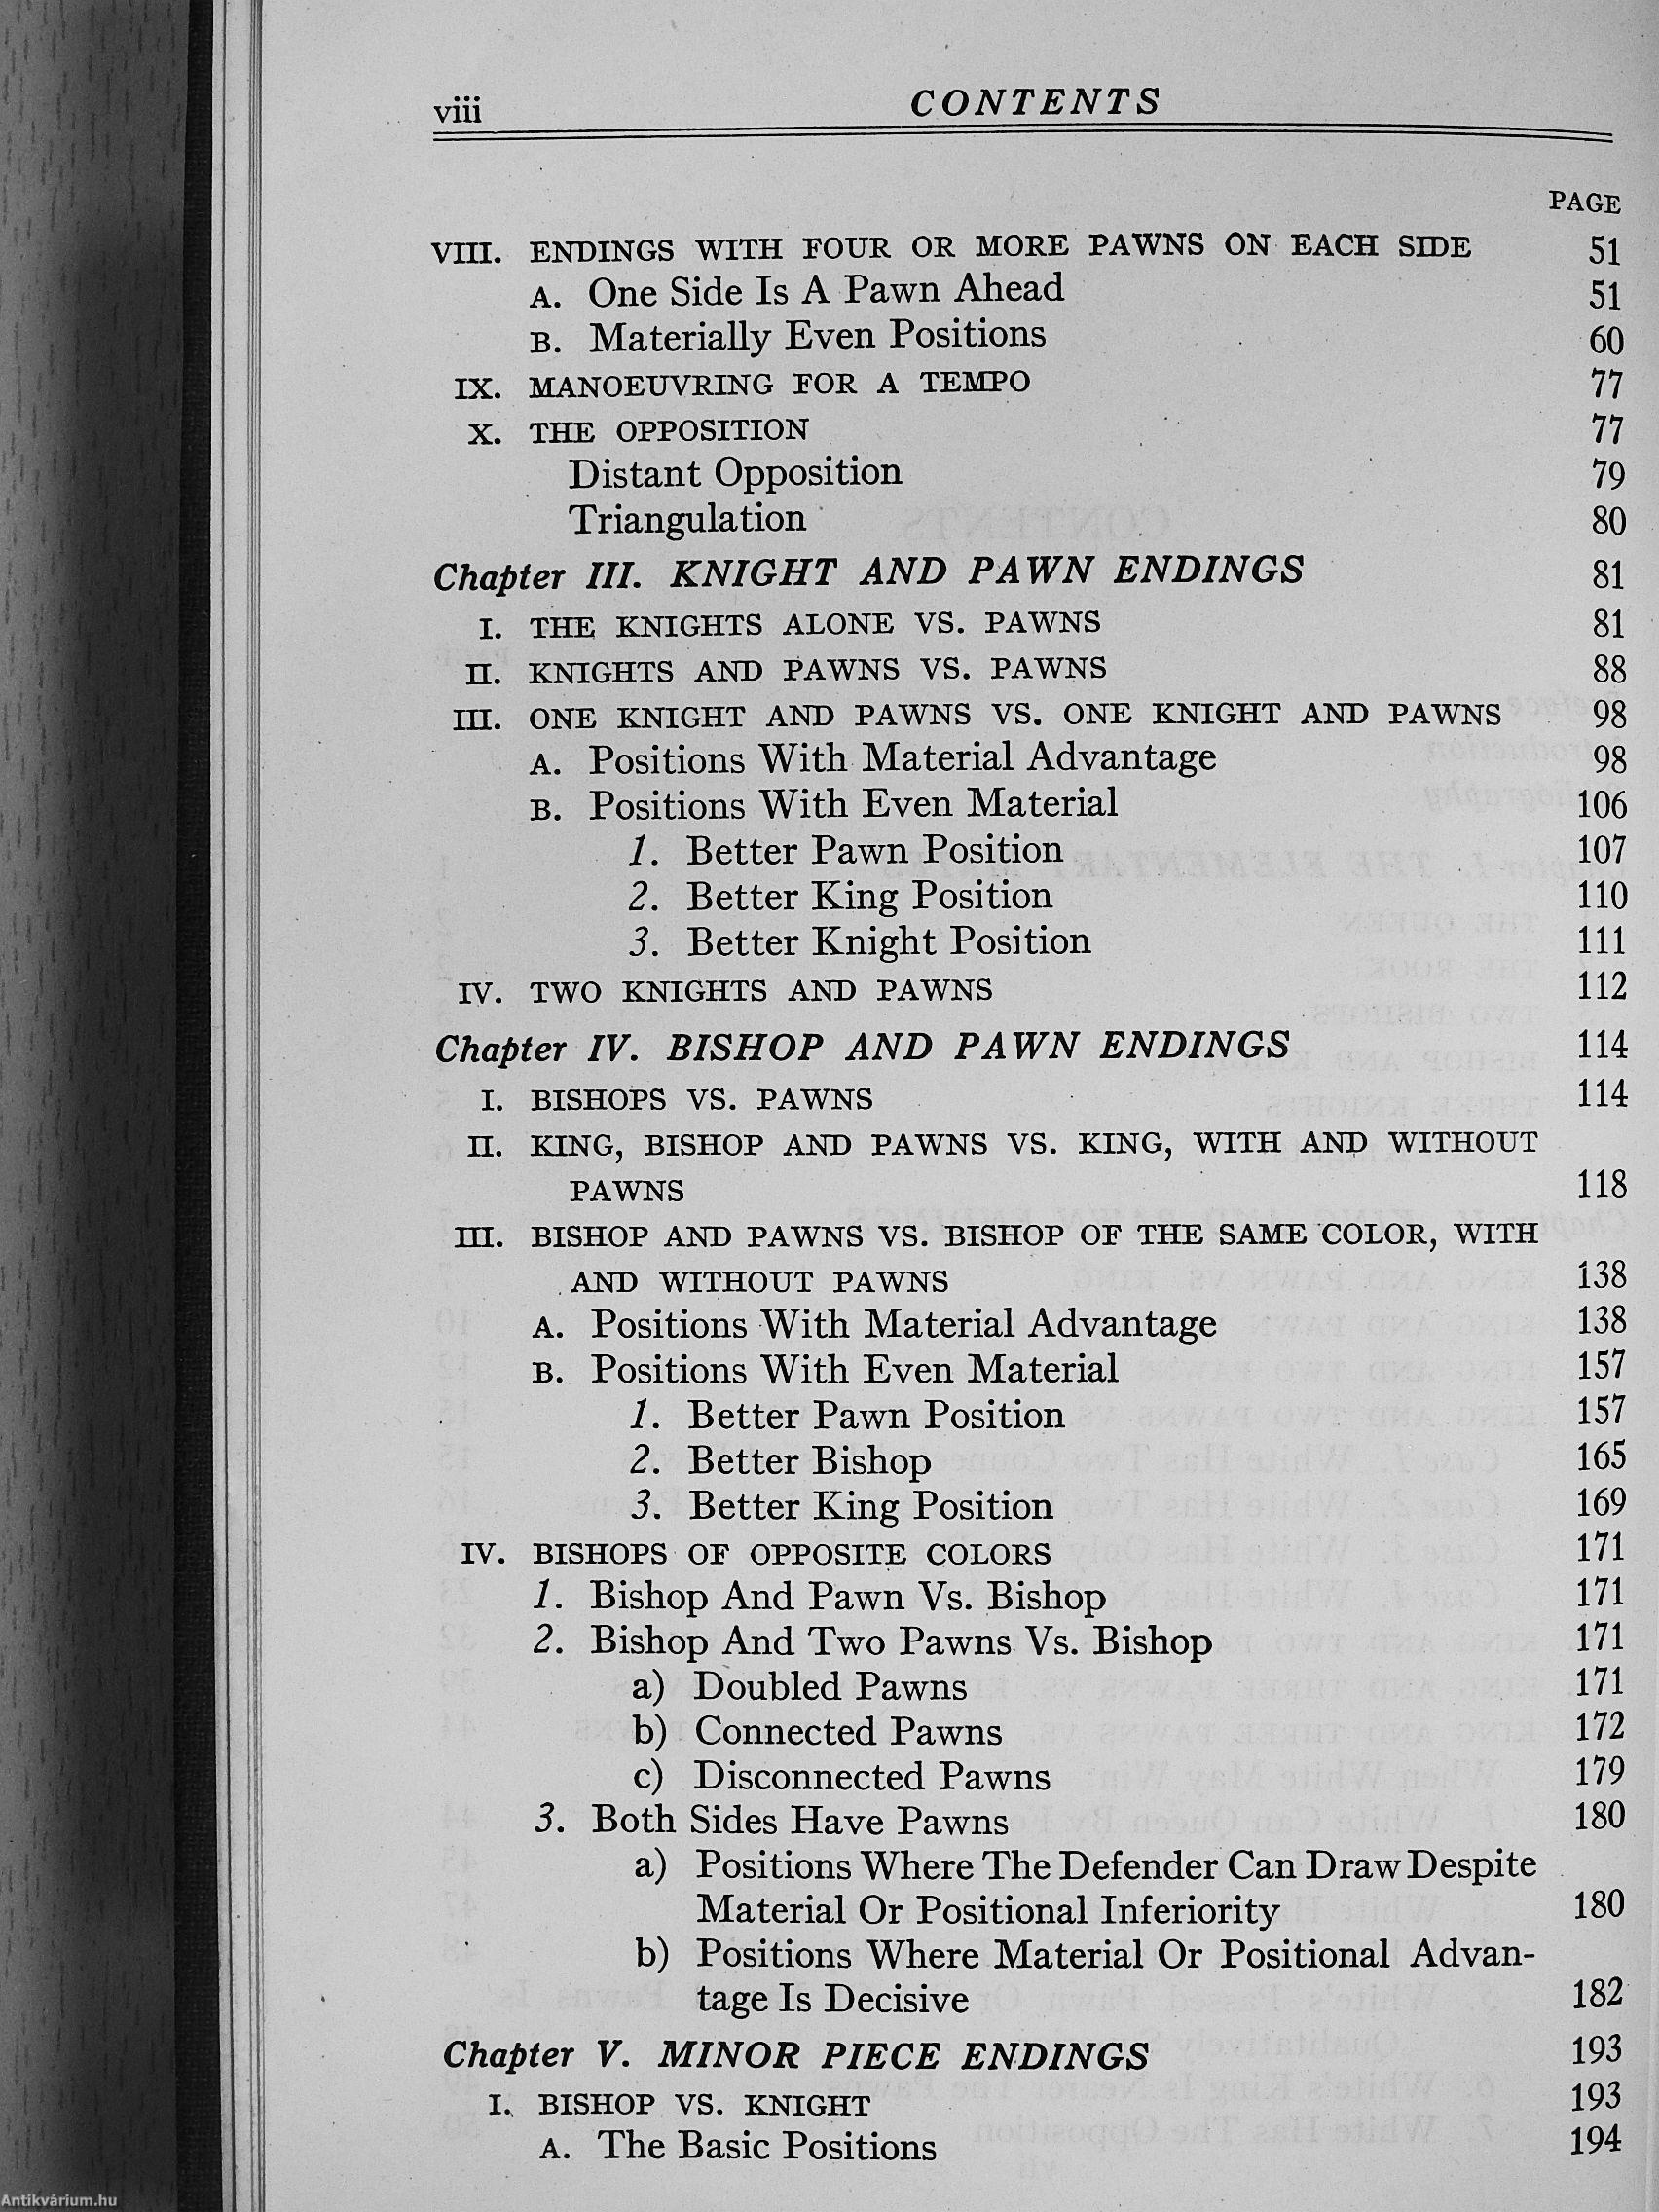 viii CONTENTS
PAGE
VIII. ENDINGS WITH FOUR OR MORE PAWNS ON EACH SIDE 51
A. One Side Is A Pawn Ahead 51
B. Materially Even Positions 60
IX. MANOEUVRING FOR A TEMPO 77
X. THE OPPOSITION 77
Distant Opposition 79
Triangulation 80
Chapter III. KNIGHT AND PAWN ENDINGS 81
I. THE KNIGHTS ALONE VS. PAWNS 81
II. KNIGHTS AND PAWNS VS. PAWNS 88
III. ONE KNIGHT AND PAWNS VS. ONE KNIGHT AND PAWNS 98
A. Positions With Material Advantage 98
B. Positions With Even Material 106
1. Better Pawn Position 107
2. Better King Position 110
3. Better Knight Position 111
IV. TWO KNIGHTS AND PAWNS 112
Chapter IV. BISHOP AND PAWN ENDINGS 114
I. BISHOPS VS. PAWNS 114
II. KING, BISHOP AND PAWNS VS. KING, WITH AND WITHOUT
PAWNS 118
III. BISHOP AND PAWNS VS. BISHOP OF THE SAME COLOR, WITH
AND WITHOUT PAWNS 138
A. Positions With Material Advantage 138
B. Positions With Even Material 157
1. Better Pawn Position 157
2. Better Bishop 165
3. Better King Position 169
IV. BISHOPS OF OPPOSITE COLORS 171
1. Bishop And Pawn Vs. Bishop 171
2. Bishop And Two Pawns Vs. Bishop 171
a) Doubled Pawns 171
b) Connected Pawns 172
c) Disconnected Pawns 179
3. Both Sides Have Pawns 180
a) Positions Where The Defender Can Draw Despite
Material Or Positional Inferiority 180
b) Positions Where Material Or Positional Advan-
tage Is Decisive 182
Chapter V. MINOR PIECE ENDINGS 193
I. BISHOP VS. KNIGHT 193
A. The Basic Positions 194
Antikvárium.hu